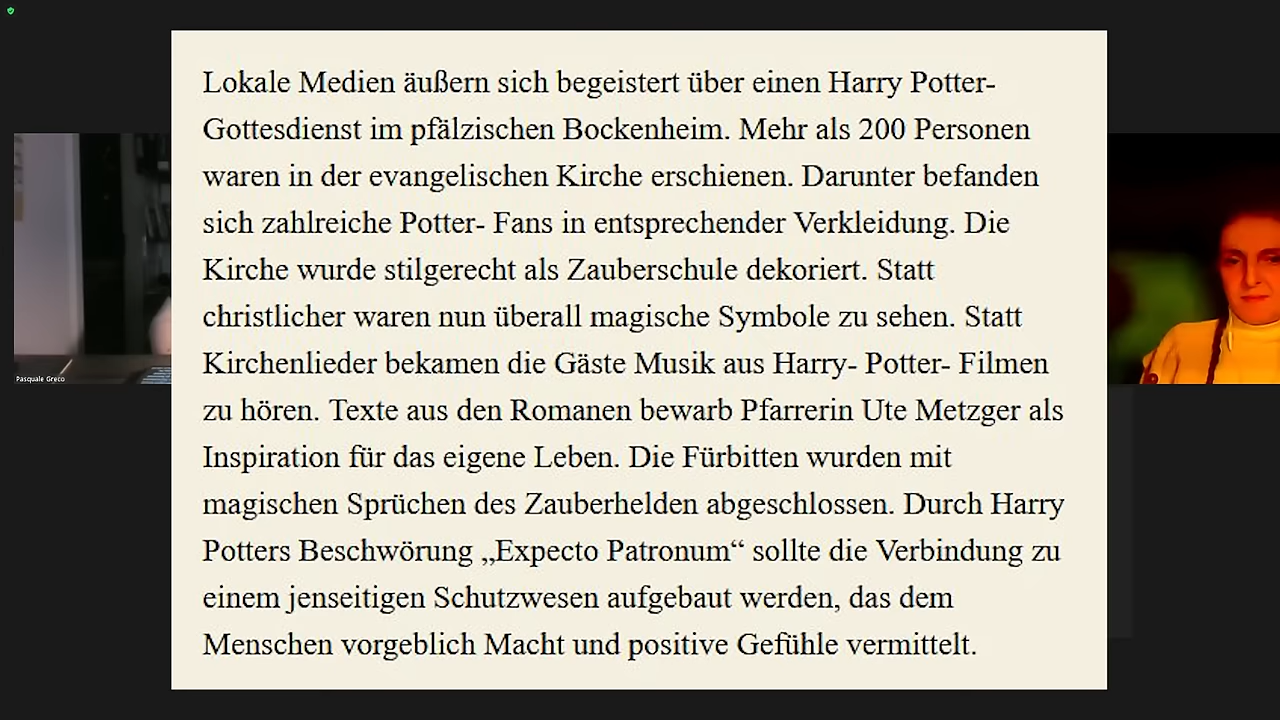 Lokale Medien äußern sich begeistert über einen Harry Potter-
Gottesdienst im pfälzischen Bockenheim. Mehr als 200 Personen
waren in der evangelischen Kirche erschienen. Darunter befanden
sich zahlreiche Potter- Fans in entsprechender Verkleidung. Die
Kirche wurde stilgerecht als Zauberschule dekoriert. Statt
christlicher waren nun überall magische Symbole zu sehen. Statt
Kirchenlieder bekamen die Gäste Musik aus Harry- Potter- Filmen
zu hören. Texte aus den Romanen bewarb Pfarrerin Ute Metzger als
Inspiration für das eigene Leben. Die Fürbitten wurden mit
magischen Sprüchen des Zauberhelden abgeschlossen. Durch Harry
Potters Beschwörung „Expecto Patronum“ sollte die Verbindung zu
einem jenseitigen Schutzwesen aufgebaut werden, das dem
Menschen vorgeblich Macht und positive Gefühle vermittelt.
Pasquale Greco